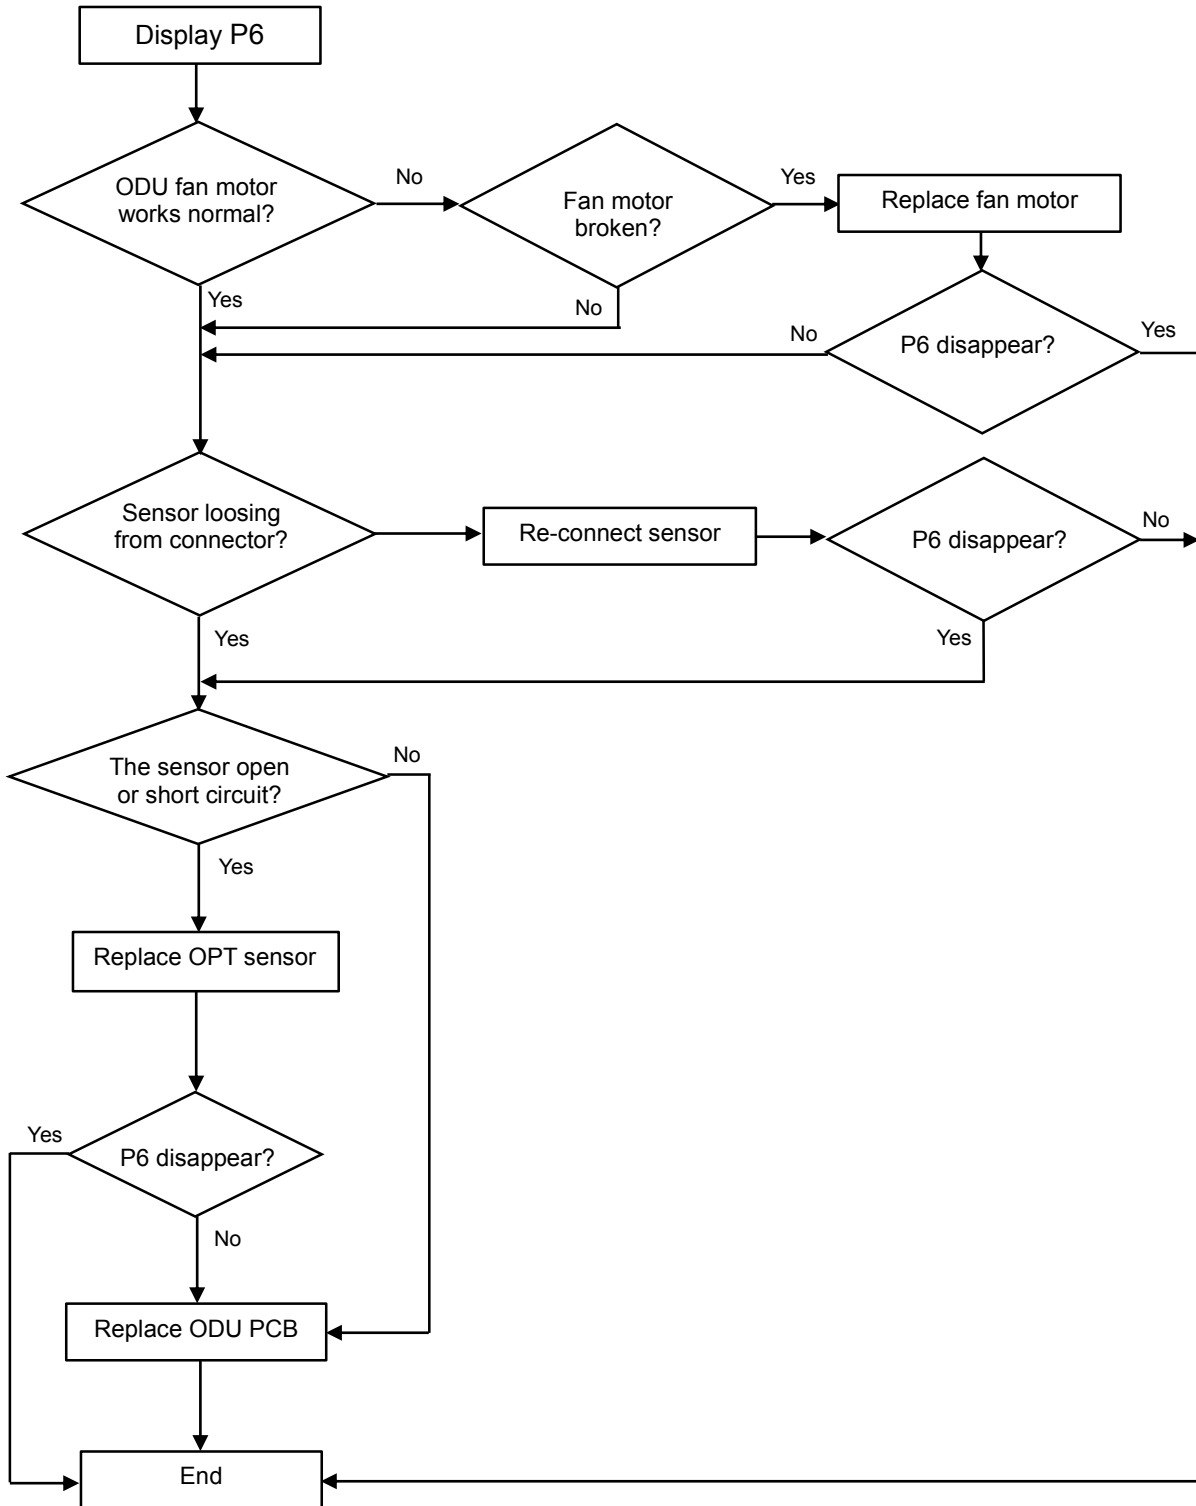 Display P6
ODU fan motor
works normal?
No
Fan motor
broken?
Yes
Replace fan motor
Yes
No
No
P6 disappear?
Yes
Sensor loosing
from connector?
Re-connect sensor
P6 disappear?
No
Yes
Yes
The sensor open
or short circuit?
No
Yes
Replace OPT sensor
Yes
P6 disappear?
No
Replace ODU PCB
End